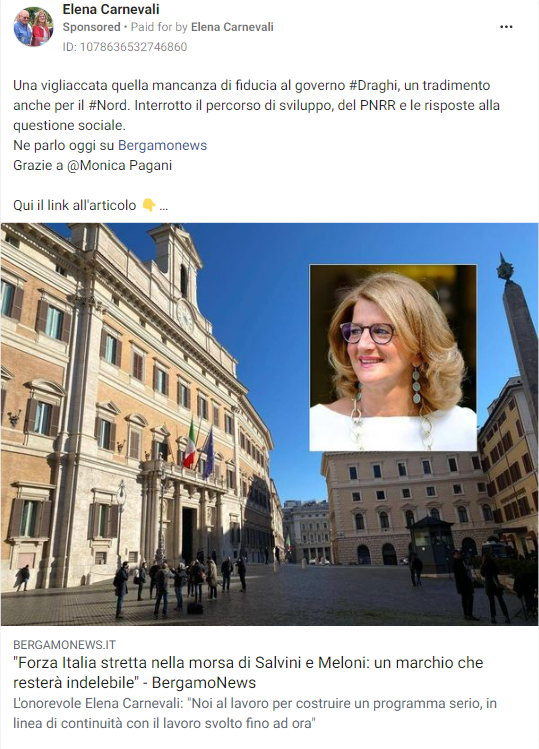 Elena Carnevali
Sponsored • Paid for by Elena Carnevali
ID: 1078636532746860
Una vigliaccata quella mancanza di fiducia al governo #Draghi, un tradimento
anche per il #Nord. Interrotto il percorso di sviluppo, del PNRR e le risposte alla
questione sociale.
Ne parlo oggi su Bergamonews
Grazie a @Monica Pagani
Qui il link all'articolo 👇 ...
BERGAMONEWS.IT
"Forza Italia stretta nella morsa di Salvini e Meloni: un marchio che
resterà indelebile" - BergamoNews
L'onorevole Elena Carnevali: "Noi al lavoro per costruire un programma serio, in
linea di continuità con il lavoro svolto fino ad ora"